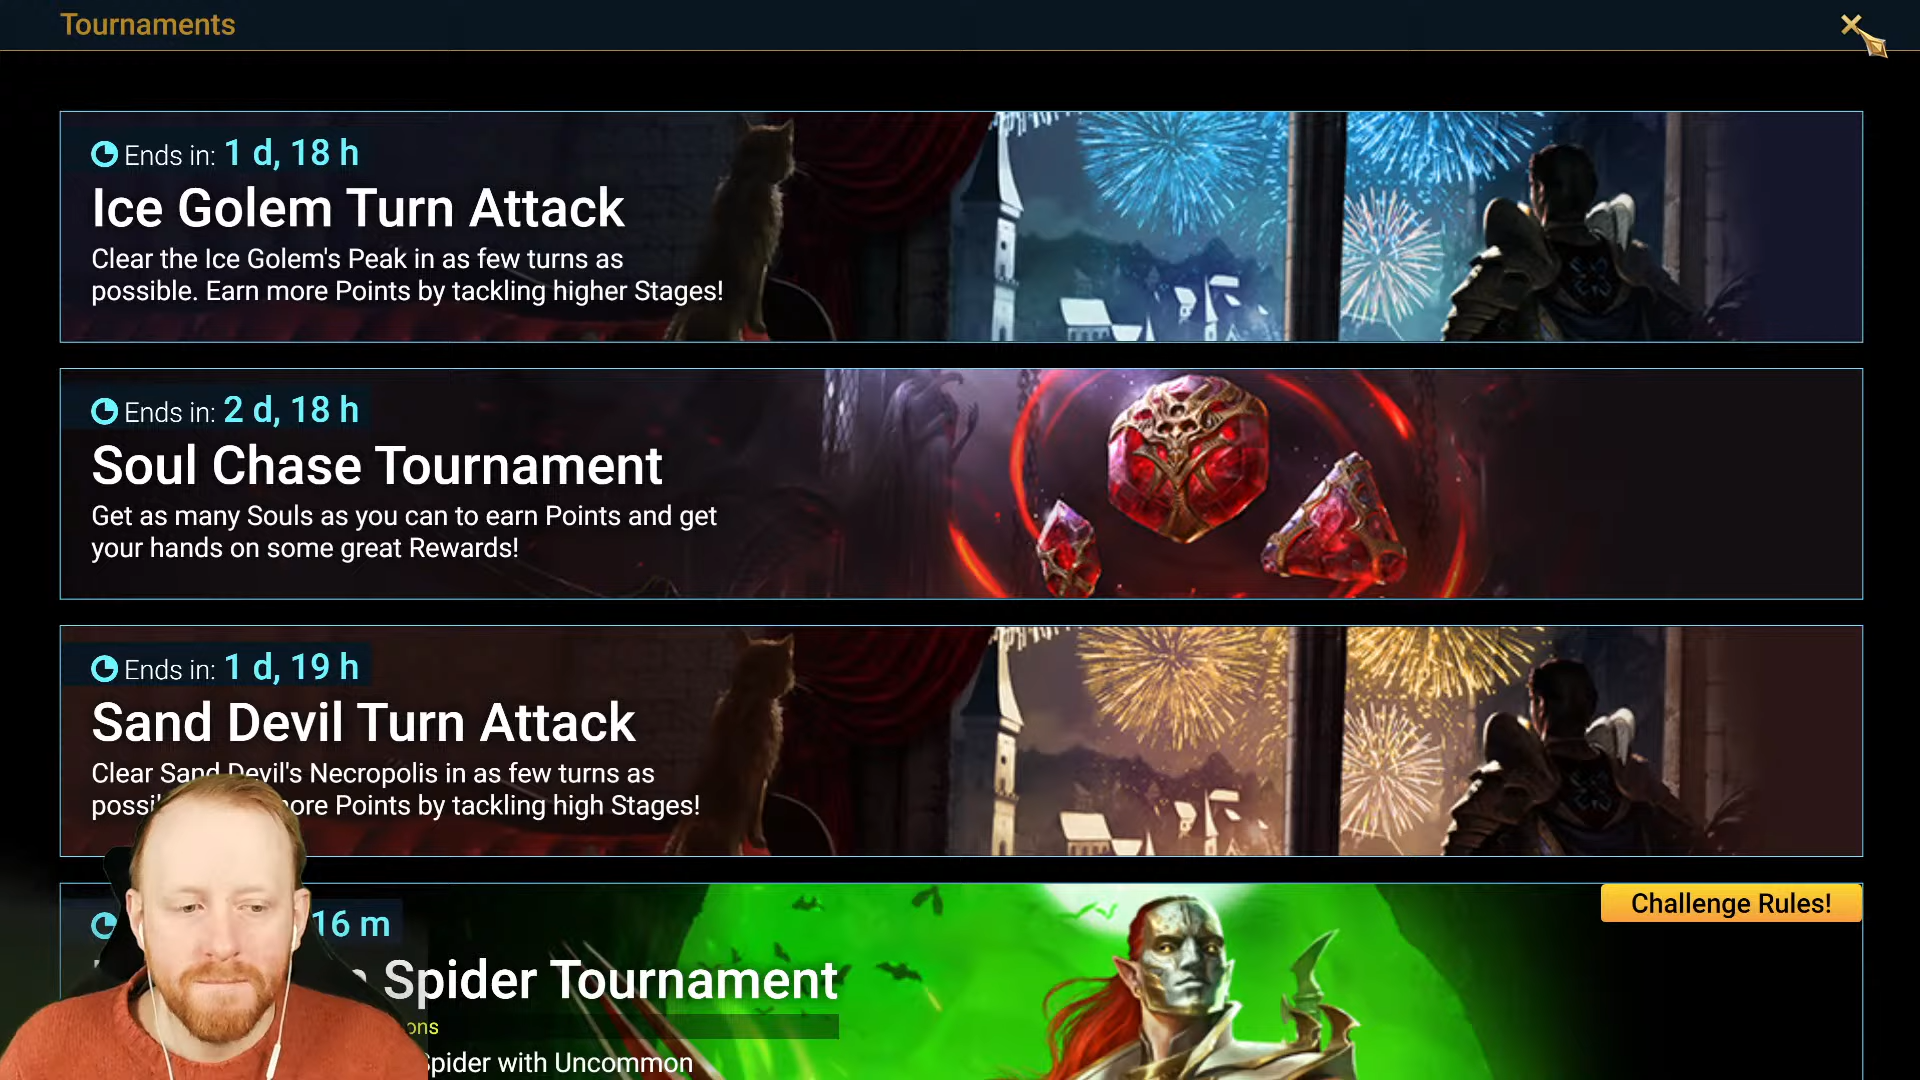 Tournaments
Ends in: 1 d, 18 h
Ice Golem Turn Attack
Clear the Ice Golem's Peak in as few turns as
possible. Earn more Points by tackling higher Stages!
Ends in: 2 d, 18 h
Soul Chase Tournament
Get as many Souls as you can to earn Points and get
your hands on some great Rewards!
Ends in: 1 d, 19 h
Sand Devil Turn Attack
Clear Sand Devil's Necropolis in as few turns as
Points by tackling high Stages!
Challenge Rules!
16 m
Spider Tournament
Spider with Uncommon